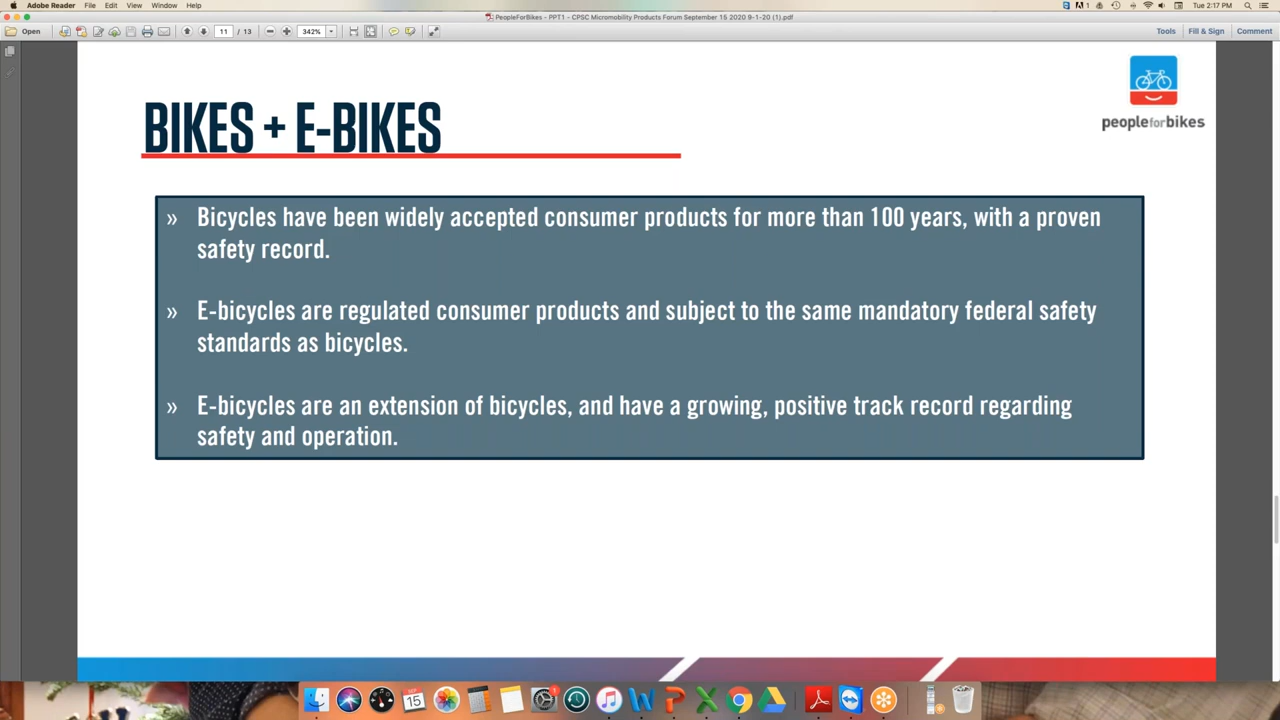 Adobe Reader File Edit View Window Help
1
Tue 2:17 PM
PeopleForBikes - PPT1 - CPSC Micromobility Products Forum September 15 2020 9-1-20 (1).pdf
Open
11 / 13
342%
Tools Fill & Sign Comment
BIKES + E-BIKES
peopleforbikes
» Bicycles have been widely accepted consumer products for more than 100 years, with a proven
safety record.
» E-bicycles are regulated consumer products and subject to the same mandatory federal safety
standards as bicycles.
» E-bicycles are an extension of bicycles, and have a growing, positive track record regarding
safety and operation.
SEP
15
1